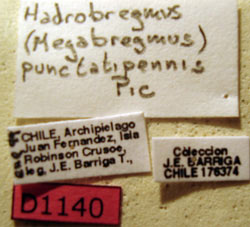 Hadrobregmus
(Megabregmus)
punctatipennis
Pic
CHILE, Archipielago
Juan Fernandez, Isla
Robinson Crusoe,
leg, J.E. Barriga T.,
Coleccion
J.E. BARRIGA
CHILE 176374
D1140